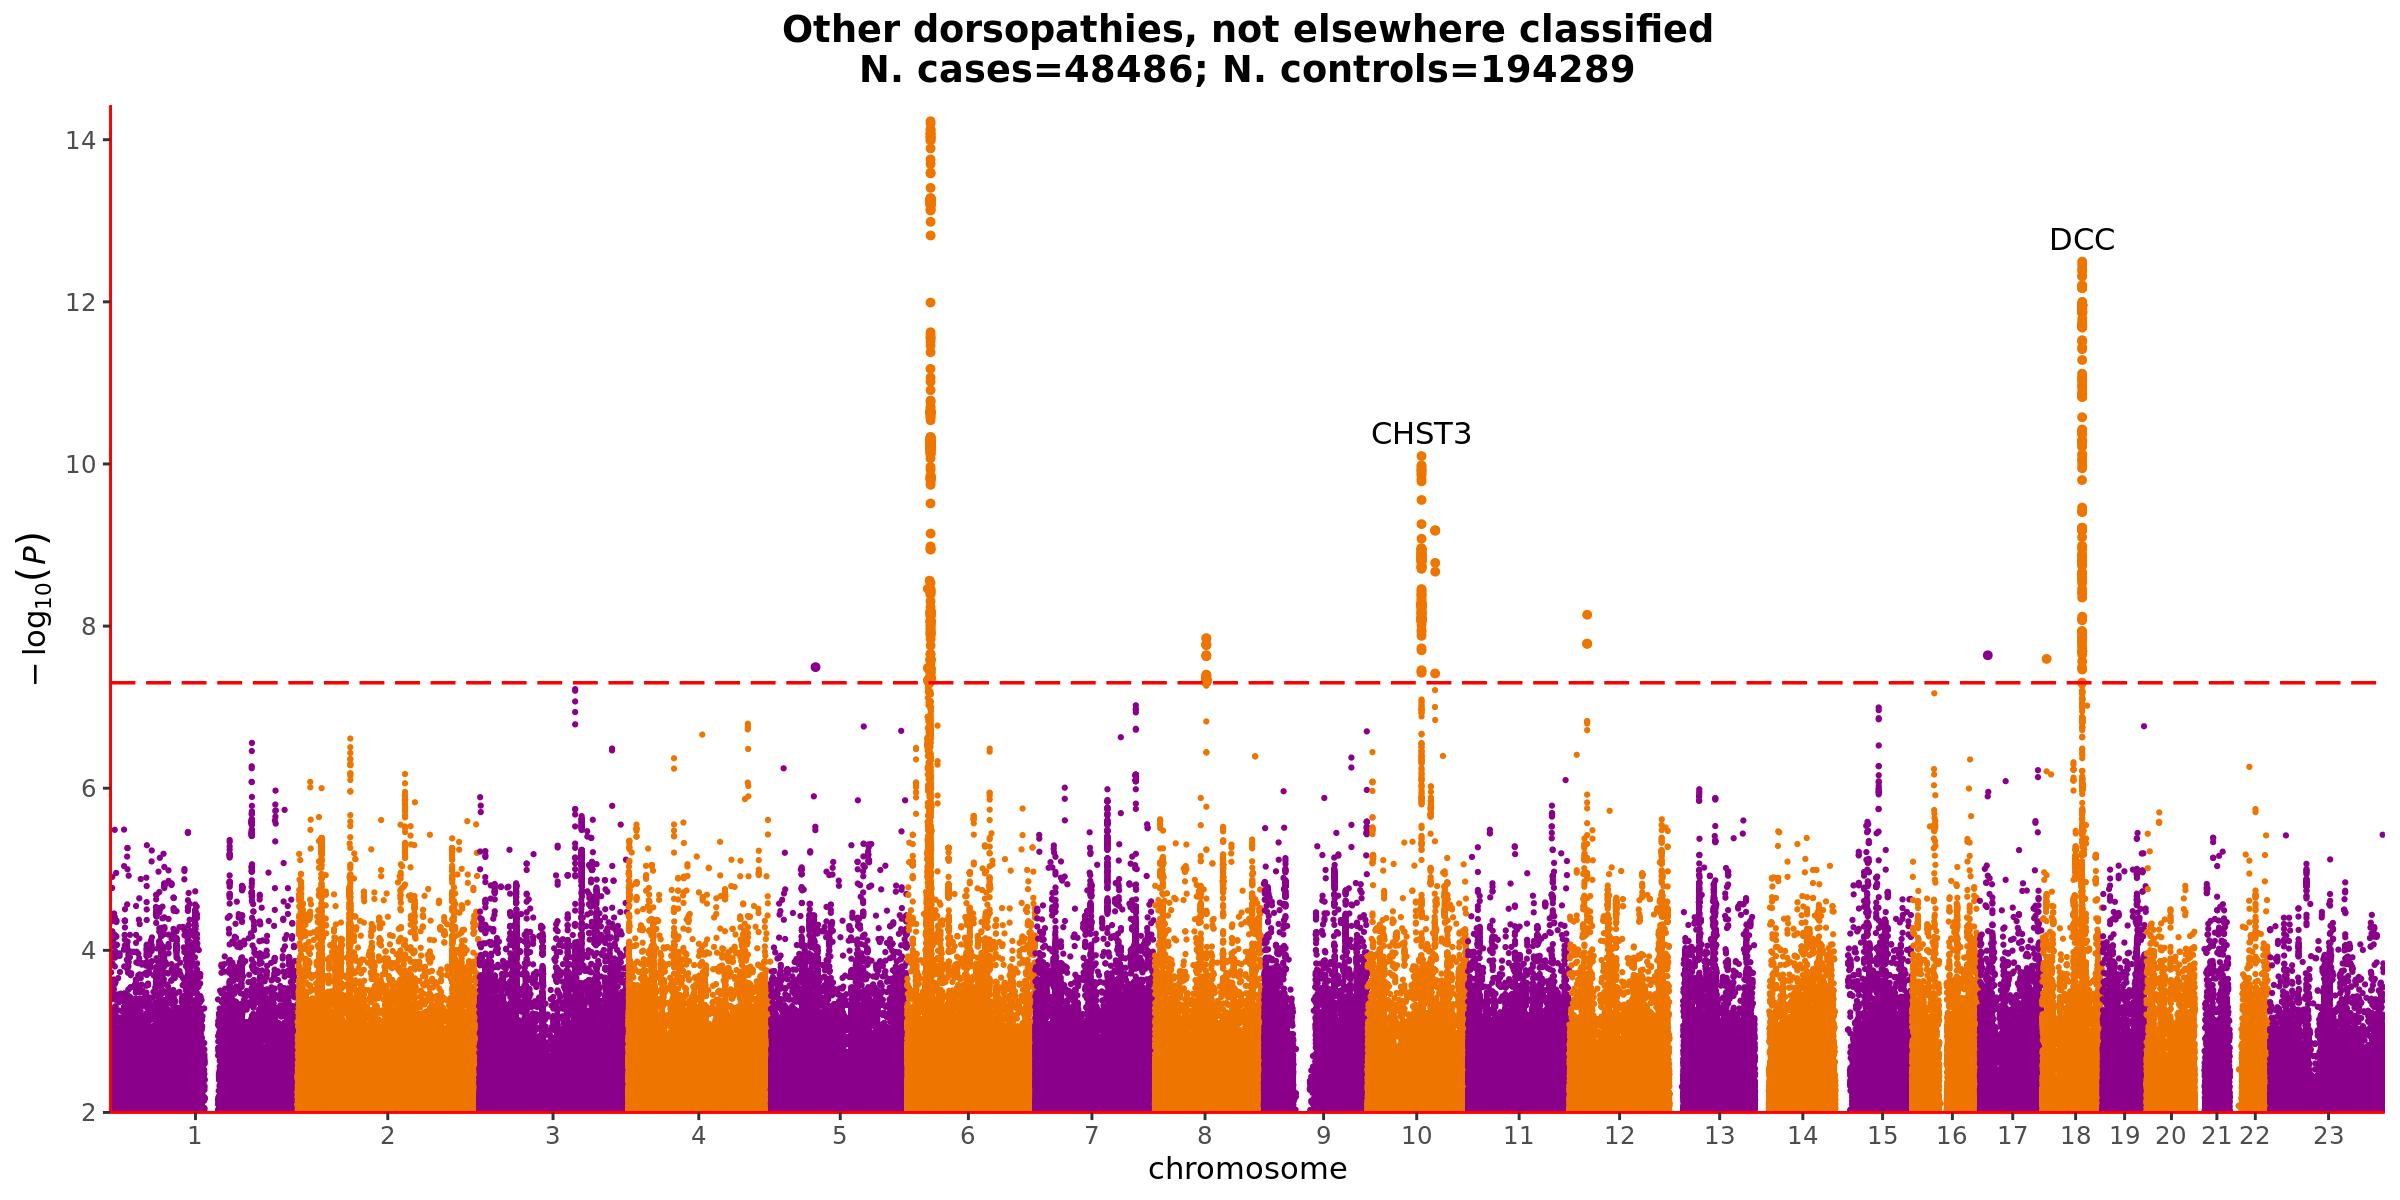 Other dorsopathies, not elsewhere classified
N. cases=48486; N. controls=194289
14
12
10
8
6
4
2
−log₁₀(P)
DCC
CHST3
1 2 3 4 5 6 7 8 9 10 11 12 13 14 15 16 17 18 19 20 21 22 23
chromosome